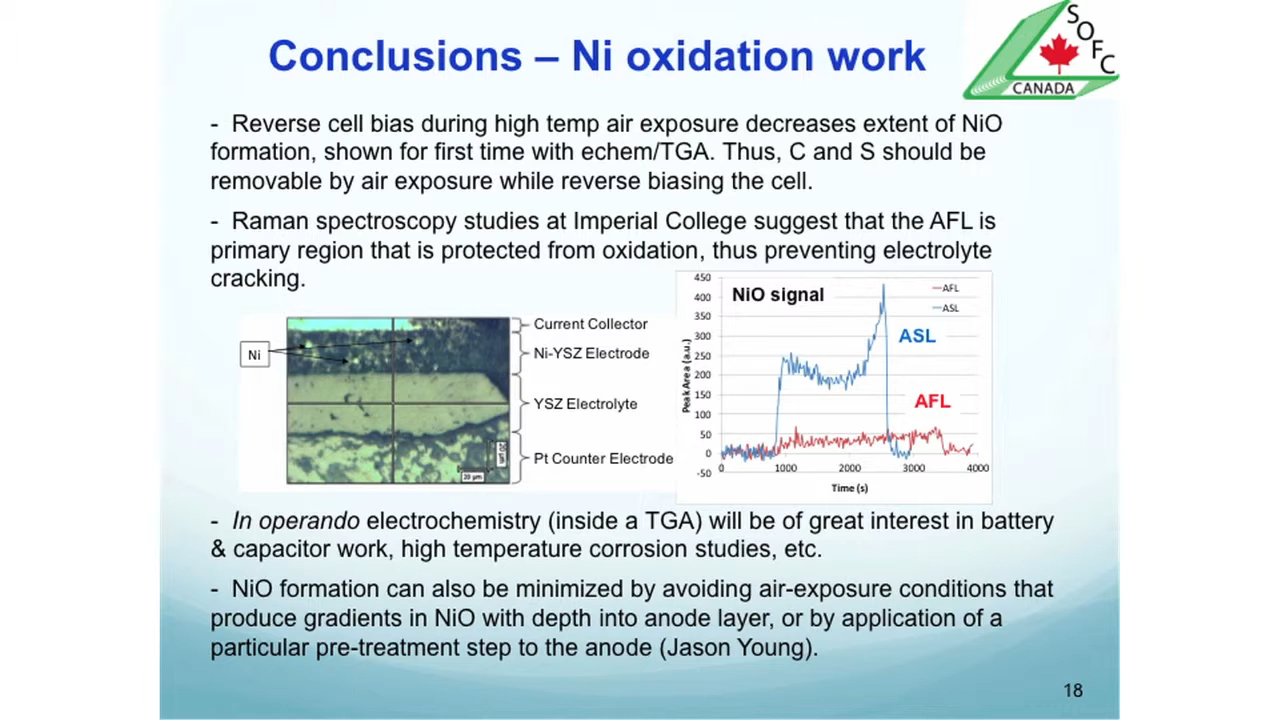 Conclusions – Ni oxidation work
SOFC
CANADA
- Reverse cell bias during high temp air exposure decreases extent of NiO
formation, shown for first time with echem/TGA. Thus, C and S should be
removable by air exposure while reverse biasing the cell.
- Raman spectroscopy studies at Imperial College suggest that the AFL is
primary region that is protected from oxidation, thus preventing electrolyte
cracking.
Ni
Current Collector
Ni-YSZ Electrode
YSZ Electrolyte
Pt Counter Electrode
20 µm
20 µm
NiO signal
AFL
ASL
ASL
AFL
Peak Area (a.u.)
450
400
350
300
250
200
150
100
50
0
-50
0 1000 2000 3000 4000
Time (s)
- In operando electrochemistry (inside a TGA) will be of great interest in battery
& capacitor work, high temperature corrosion studies, etc.
- NiO formation can also be minimized by avoiding air-exposure conditions that
produce gradients in NiO with depth into anode layer, or by application of a
particular pre-treatment step to the anode (Jason Young).
18